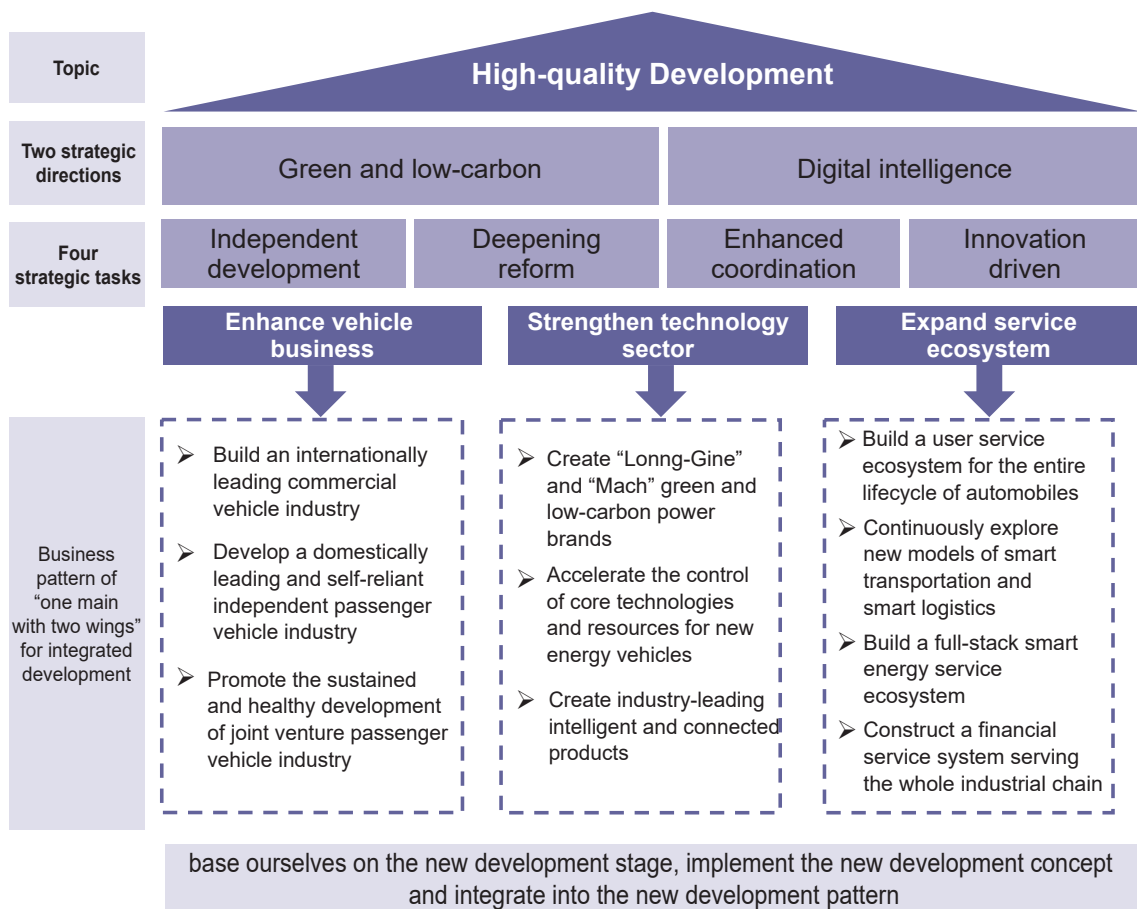 Topic
High-quality Development
Two strategic
directions
Green and low-carbon
Digital intelligence
Four
strategic tasks
Independent
development
Deepening
reform
Enhanced
coordination
Innovation
driven
Enhance vehicle
business
Strengthen technology
sector
Expand service
ecosystem
Business
pattern of
“one main
with two wings”
for integrated
development
Build an internationally
leading commercial
vehicle industry
Develop a domestically
leading and self-reliant
independent passenger
vehicle industry
Promote the sustained
and healthy development
of joint venture passenger
vehicle industry
Create “Lonng-Gine”
and “Mach” green and
low-carbon power
brands
Accelerate the control
of core technologies
and resources for new
energy vehicles
Create industry-leading
intelligent and connected
products
Build a user service
ecosystem for the entire
lifecycle of automobiles
Continuously explore
new models of smart
transportation and
smart logistics
Build a full-stack smart
energy service
ecosystem
Construct a financial
service system serving
the whole industrial chain
base ourselves on the new development stage, implement the new development concept
and integrate into the new development pattern